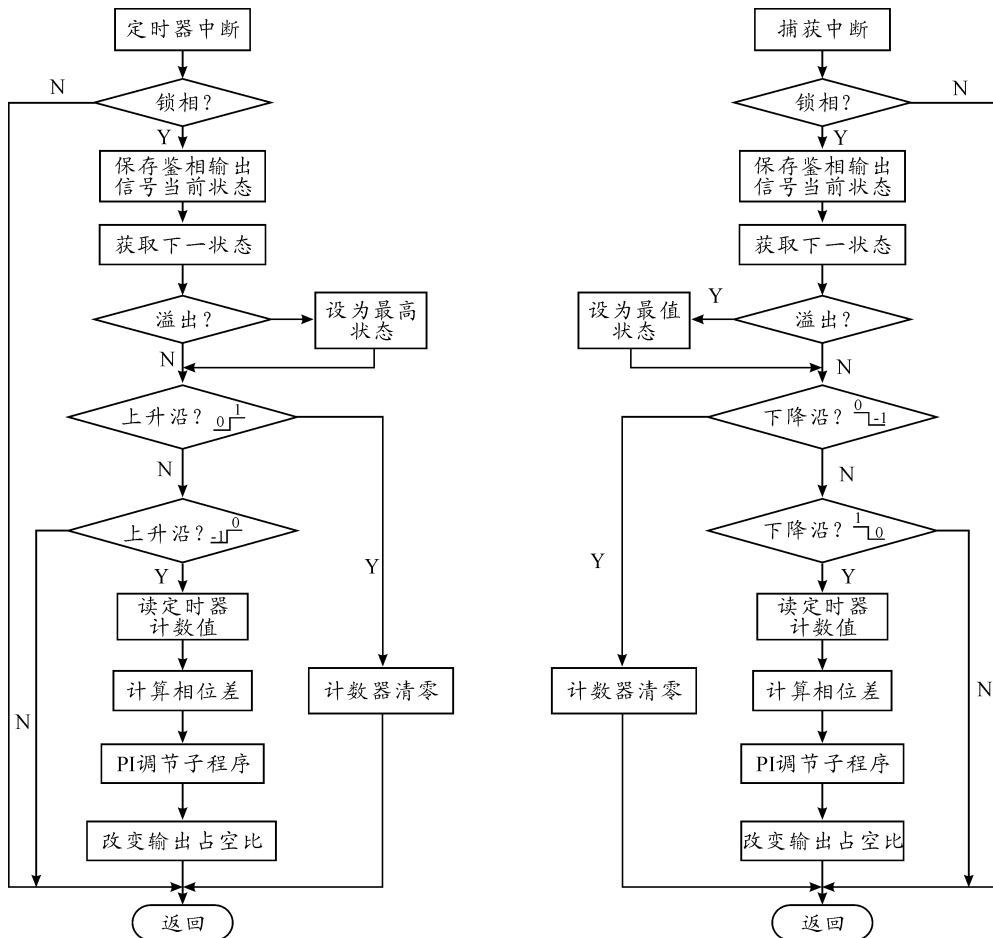 定时器中断
N
锁相?
Y
保存鉴相输出
信号当前状态
获取下一状态
溢出?
设为最高
状态
N
上升沿?
0
1
N
上升沿?
-1
0
Y
Y
读定时器
计数值
计算相位差
计数器清零
N
PI调节子程序
改变输出占空比
返回
捕获中断
锁相?
N
Y
保存鉴相输出
信号当前状态
获取下一状态
Y
设为最值
状态
溢出?
N
下降沿?
0
-1
N
下降沿?
1
0
Y
Y
读定时器
计数值
计数器清零
计算相位差
N
PI调节子程序
改变输出占空比
返回